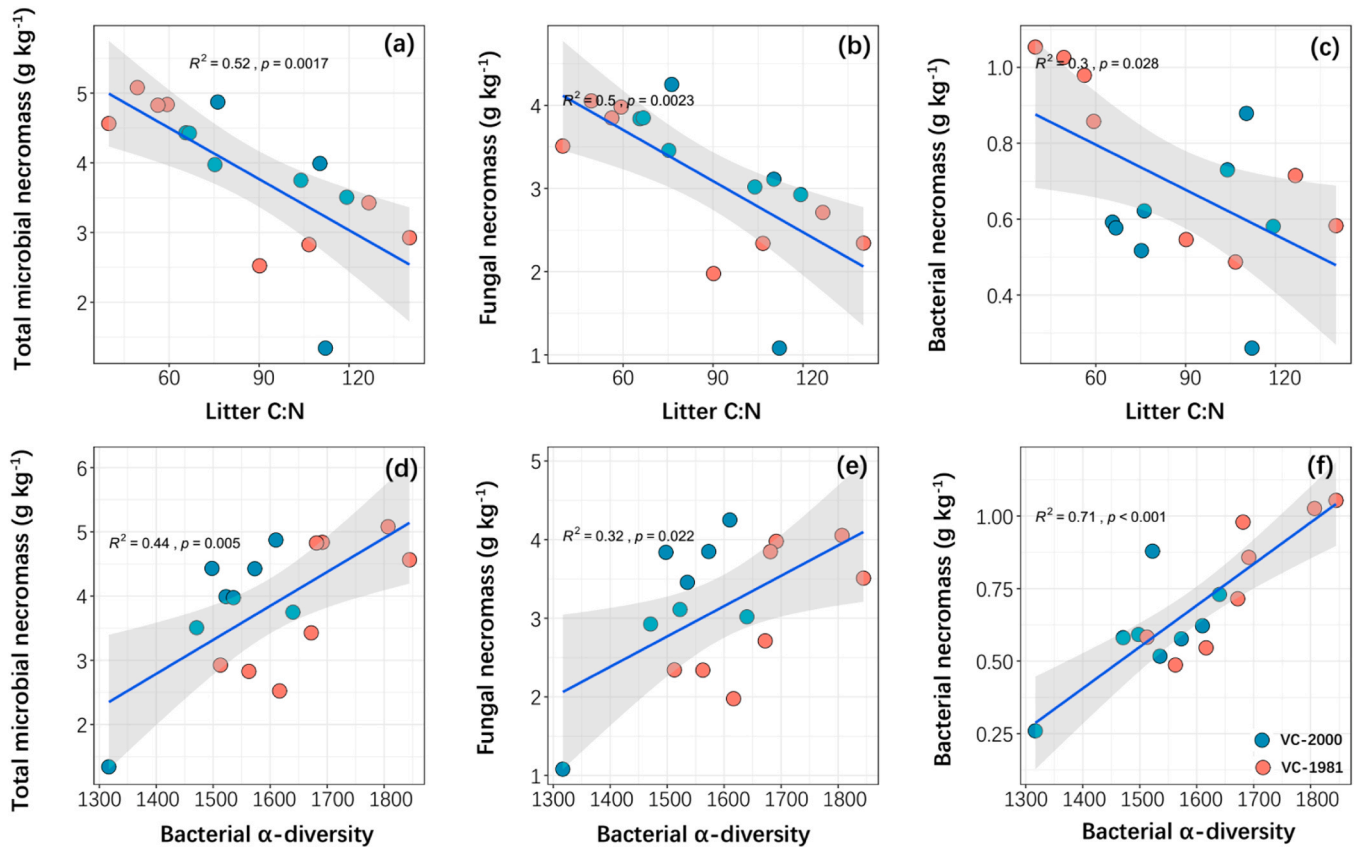 Total microbial necromass (g kg⁻¹)
(a)
R² = 0.52 , p = 0.0017
5
4
3
2
60 90 120
Litter C:N
Fungal necromass (g kg⁻¹)
(b)
R² = 0.5 , p = 0.0023
4
3
2
1
60 90 120
Litter C:N
Bacterial necromass (g kg⁻¹)
(c)
R² = 0.3 , p = 0.028
1.0
0.8
0.6
0.4
60 90 120
Litter C:N
Total microbial necromass (g kg⁻¹)
(d)
R² = 0.44 , p = 0.005
6
5
4
3
2
1300 1400 1500 1600 1700 1800
Bacterial α-diversity
Fungal necromass (g kg⁻¹)
(e)
R² = 0.32 , p = 0.022
5
4
3
2
1
1300 1400 1500 1600 1700 1800
Bacterial α-diversity
Bacterial necromass (g kg⁻¹)
(f)
R² = 0.71 , p < 0.001
1.00
0.75
0.50
0.25
VC-2000
VC-1981
1300 1400 1500 1600 1700 1800
Bacterial α-diversity